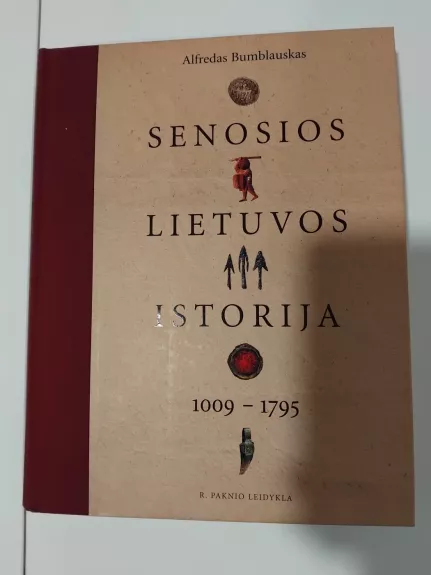 Alfredas Bumblauskas
SENOSIOS
LIETUVOS
ISTORIJA
1009 – 1795
R. PAKNIO LEIDYKLA